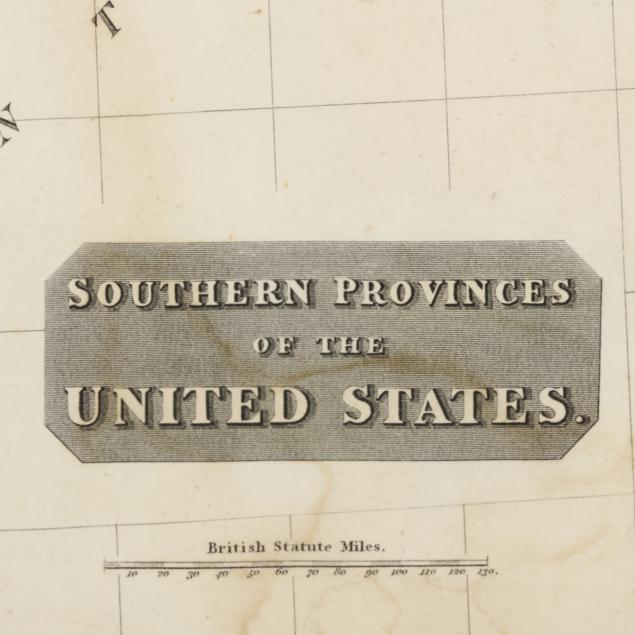 T
N
SOUTHERN PROVINCES
OF THE
UNITED STATES.
British Statute Miles.
10 20 30 40 50 60 70 80 90 100 110 120 130.